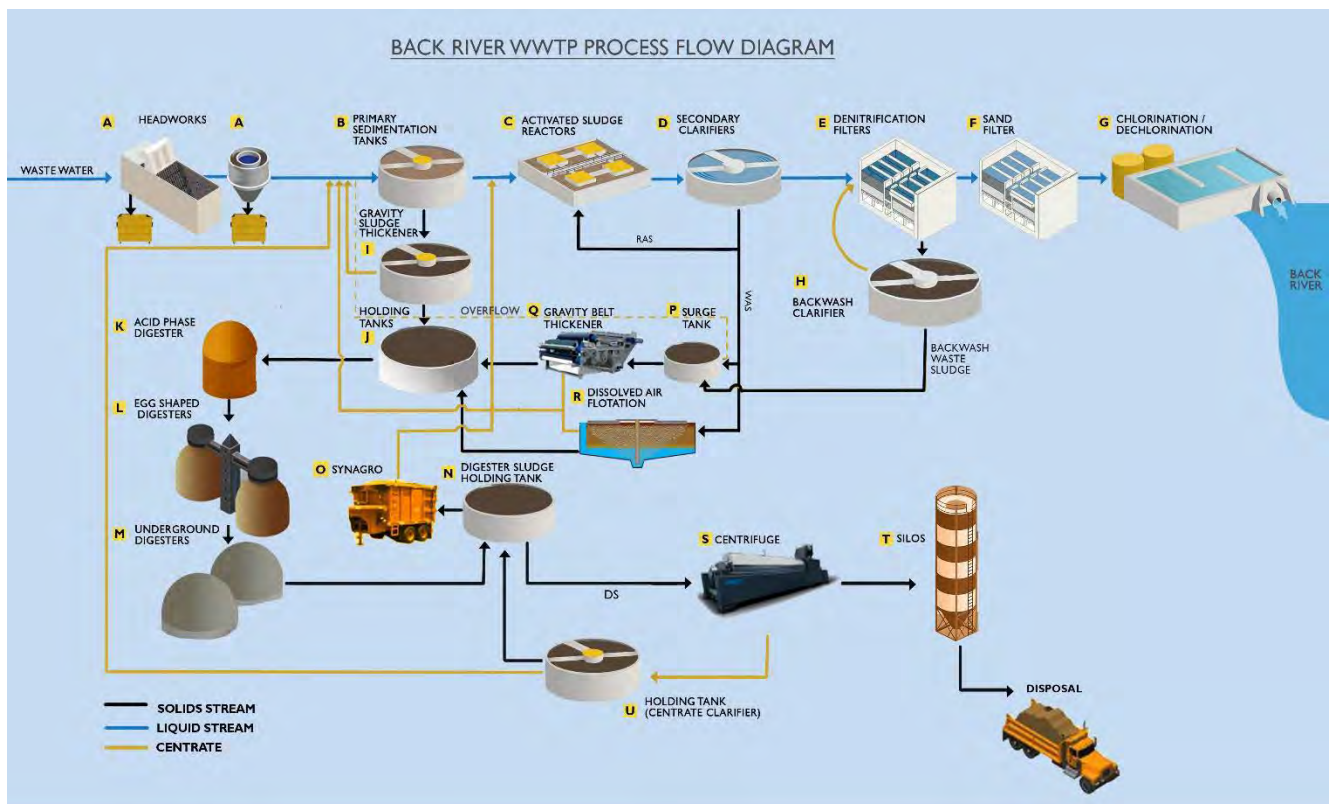 BACK RIVER WWTP PROCESS FLOW DIAGRAM
A
HEADWORKS
A
B PRIMARY
SEDIMENTATION
TANKS
C ACTIVATED SLUDGE
REACTORS
D SECONDARY
CLARIFIERS
E DENITRIFICATION
FILTERS
F SAND
FILTER
G CHLORINATION /
DECHLORINATION
WASTE WATER
GRAVITY
SLUDGE
THICKENER
I
RAS
WAS
H
BACKWASH
CLARIFIER
BACK
RIVER
HOLDING
TANKS
J
OVERFLOW
Q GRAVITY BELT
THICKENER
P SURGE
TANK
K ACID PHASE
DIGESTER
BACKWASH
WASTE
SLUDGE
R DISSOLVED AIR
FLOTATION
L EGG SHAPED
DIGESTERS
O SYNAGRO
N DIGESTER SLUDGE
HOLDING TANK
M UNDERGROUND
DIGESTERS
S CENTRIFUGE
T SILOS
DS
U HOLDING TANK
(CENTRATE CLARIFIER)
DISPOSAL
SOLIDS STREAM
LIQUID STREAM
CENTRATE